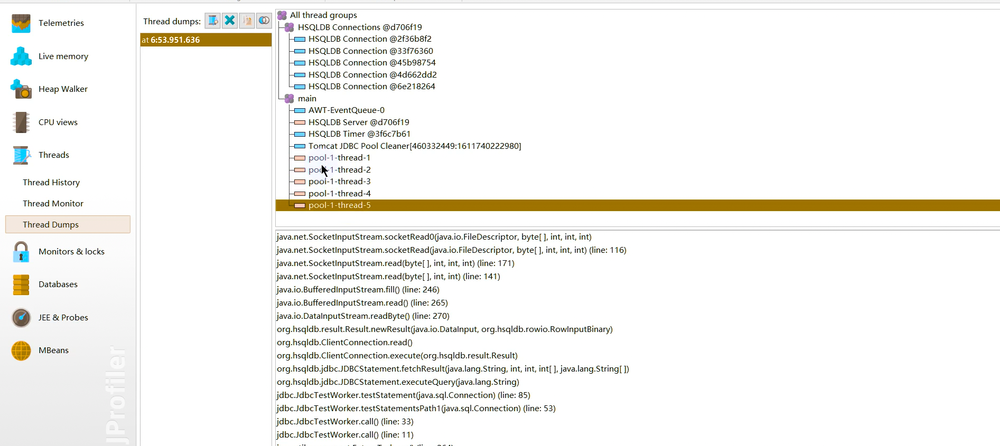 Telemetries
Live memory
Heap Walker
CPU views
Threads
Thread History
Thread Monitor
Thread Dumps
Monitors & locks
Databases
JEE & Probes
MBeans
JProfiler
Thread dumps:
at 6:53.951.636
All thread groups
HSQLDB Connections @d706f19
HSQLDB Connection @2f36b8f2
HSQLDB Connection @33f76360
HSQLDB Connection @45b98754
HSQLDB Connection @4d662dd2
HSQLDB Connection @6e218264
main
AWT-EventQueue-0
HSQLDB Server @d706f19
HSQLDB Timer @3f6c7b61
Tomcat JDBC Pool Cleaner[460332449:1611740222980]
pool-1-thread-1
pool-1-thread-2
pool-1-thread-3
pool-1-thread-4
pool-1-thread-5
java.net.SocketInputStream.socketRead0(java.io.FileDescriptor, byte[ ], int, int, int)
java.net.SocketInputStream.socketRead(java.io.FileDescriptor, byte[ ], int, int, int) (line: 116)
java.net.SocketInputStream.read(byte[ ], int, int, int) (line: 171)
java.net.SocketInputStream.read(byte[ ], int, int) (line: 141)
java.io.BufferedInputStream.fill() (line: 246)
java.io.BufferedInputStream.read() (line: 265)
java.io.DataInputStream.readByte() (line: 270)
org.hsqldb.result.Result.newResult(java.io.DataInput, org.hsqldb.rowio.RowInputBinary)
org.hsqldb.ClientConnection.read()
org.hsqldb.ClientConnection.execute(org.hsqldb.result.Result)
org.hsqldb.jdbc.JDBCStatement.fetchResult(java.lang.String, int, int, int[ ], java.lang.String[ ])
org.hsqldb.jdbc.JDBCStatement.executeQuery(java.lang.String)
jdbc.JdbcTestWorker.testStatement(java.sql.Connection) (line: 85)
jdbc.JdbcTestWorker.testStatementsPath1(java.sql.Connection) (line: 53)
jdbc.JdbcTestWorker.call() (line: 33)
jdbc.JdbcTestWorker.call() (line: 11)